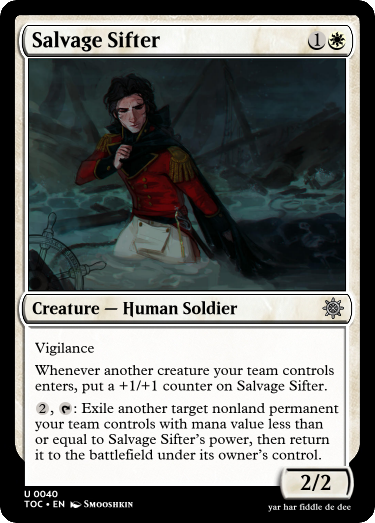 Salvage Sifter 1
Creature — Human Soldier
Vigilance
Whenever another creature your team controls
enters, put a +1/+1 counter on Salvage Sifter.
2, : Exile another target nonland permanent
your team controls with mana value less than
or equal to Salvage Sifter's power, then return
it to the battlefield under its owner's control.
2/2
U 0040
TOC • EN Smooshkin
yar har fiddle de dee